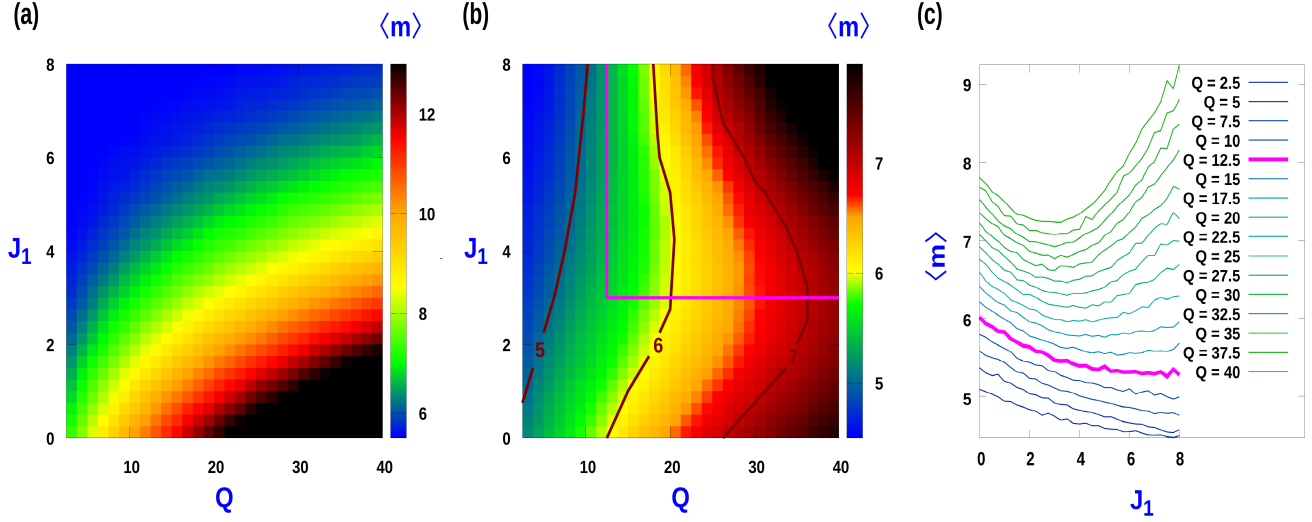 (a)
⟨m⟩
8
6
4
2
0
J1
10
20
30
40
Q
12
10
8
6
(b)
⟨m⟩
8
6
4
2
0
J1
5
6
7
10
20
30
40
Q
7
6
5
(c)
9
8
7
6
5
⟨m⟩
0
2
4
6
8
J1
Q = 2.5
Q = 5
Q = 7.5
Q = 10
Q = 12.5
Q = 15
Q = 17.5
Q = 20
Q = 22.5
Q = 25
Q = 27.5
Q = 30
Q = 32.5
Q = 35
Q = 37.5
Q = 40